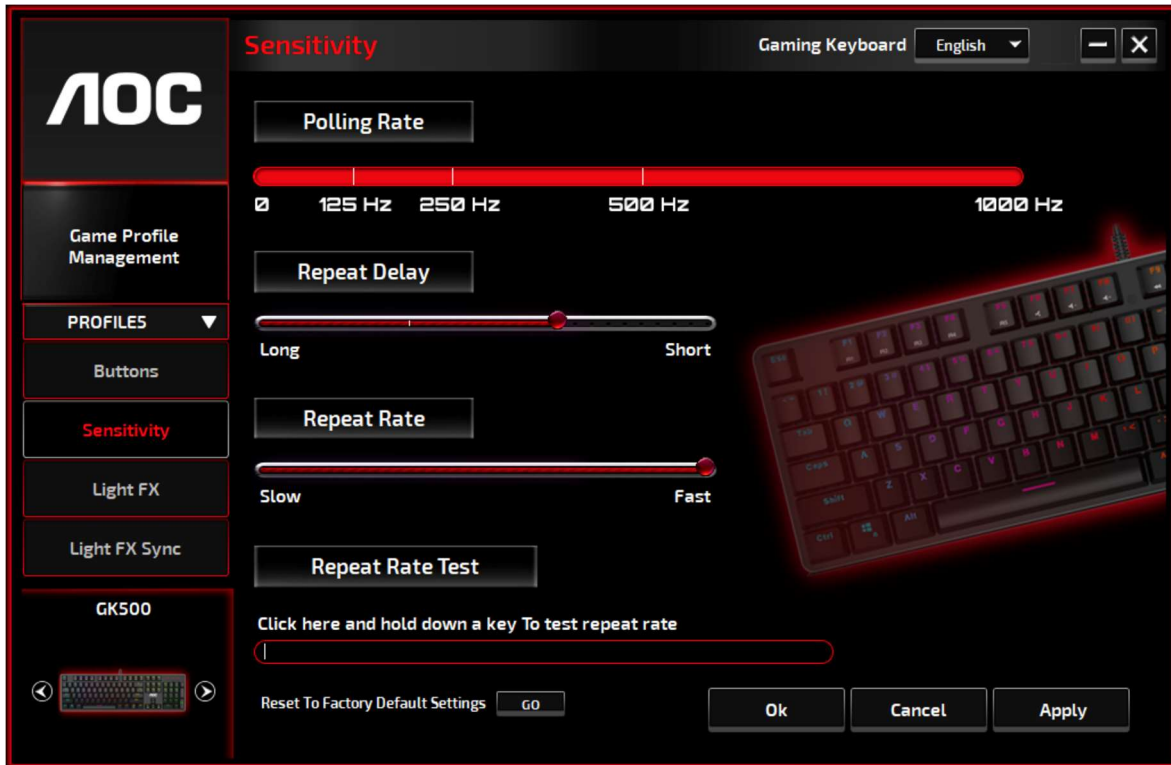 Sensitivity
Gaming Keyboard English
AOC
Game Profile
Management
PROFILE5
Buttons
Sensitivity
Light FX
Light FX Sync
GK500
Polling Rate
0 125 Hz 250 Hz 500 Hz 1000 Hz
Repeat Delay
Long Short
Repeat Rate
Slow Fast
Repeat Rate Test
Click here and hold down a key To test repeat rate
Reset To Factory Default Settings GO
Ok Cancel Apply